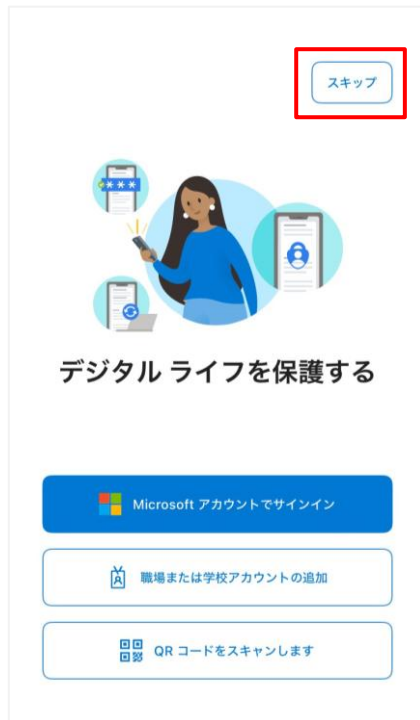 スキップ
***
デジタル ライフを保護する
Microsoft アカウントでサインイン
職場または学校アカウントの追加
QR コードをスキャンします